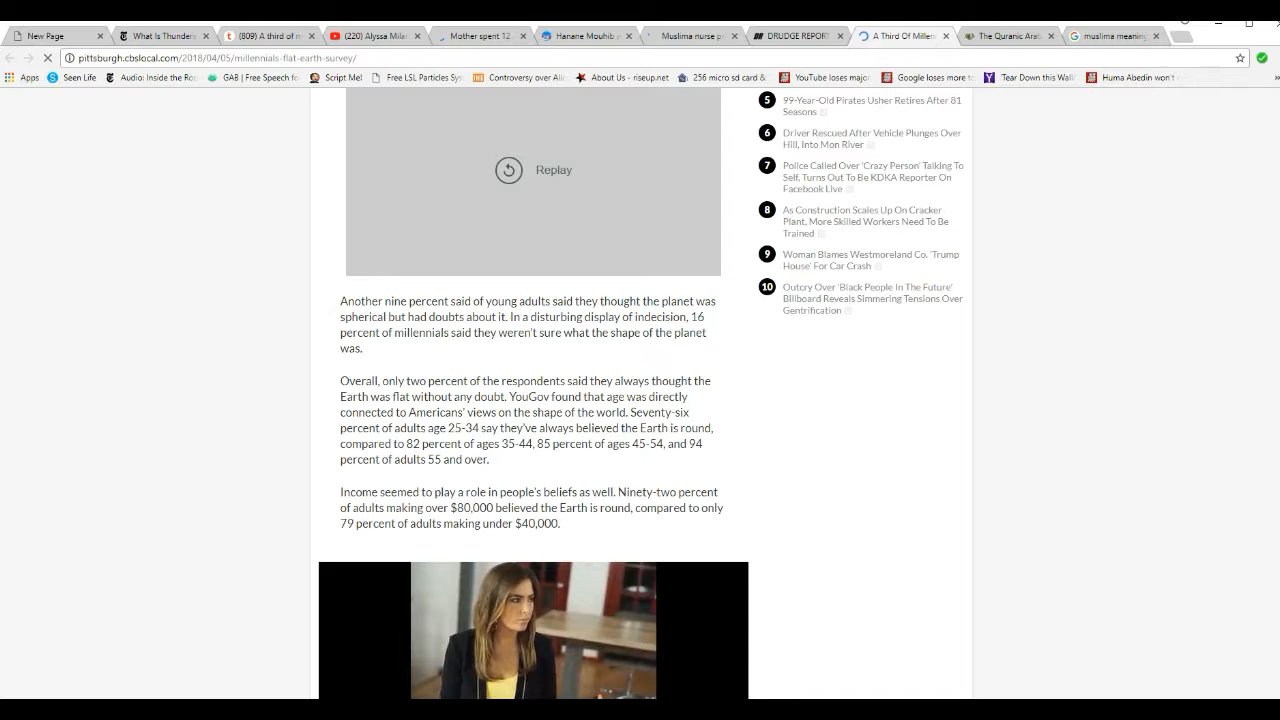 New Page
What Is Thunders
(809) A third of m
(220) Alyssa Milan
Mother spent 12
Hanane Mouhib a
Muslima nurse pr
DRUDGE REPORT
A Third Of Millen
The Quranic Arab
muslima meaning
pittsburgh.cbslocal.com/2018/04/05/millennials-flat-earth-survey/
Apps
Seen Life
Audio: Inside the Ros
GAB | Free Speech fo
Script Me!
Free LSL Particles Sys
Controversy over Alic
About Us - riseup.net
256 micro sd card &
YouTube loses major
Google loses more to
Tear Down this Wall
Huma Abedin won't
Replay
5 99-Year-Old Pirates Usher Retires After 81
Seasons
6 Driver Rescued After Vehicle Plunges Over
Hill, Into Mon River
7 Police Called Over 'Crazy Person' Talking To
Self, Turns Out To Be KDKA Reporter On
Facebook Live
8 As Construction Scales Up On Cracker
Plant, More Skilled Workers Need To Be
Trained
9 Woman Blames Westmoreland Co. 'Trump
House' For Car Crash
10 Outcry Over 'Black People In The Future'
Billboard Reveals Simmering Tensions Over
Gentrification
Another nine percent said of young adults said they thought the planet was
spherical but had doubts about it. In a disturbing display of indecision, 16
percent of millennials said they weren't sure what the shape of the planet
was.
Overall, only two percent of the respondents said they always thought the
Earth was flat without any doubt. YouGov found that age was directly
connected to Americans' views on the shape of the world. Seventy-six
percent of adults age 25-34 say they've always believed the Earth is round,
compared to 82 percent of ages 35-44, 85 percent of ages 45-54, and 94
percent of adults 55 and over.
Income seemed to play a role in people's beliefs as well. Ninety-two percent
of adults making over $80,000 believed the Earth is round, compared to only
79 percent of adults making under $40,000.